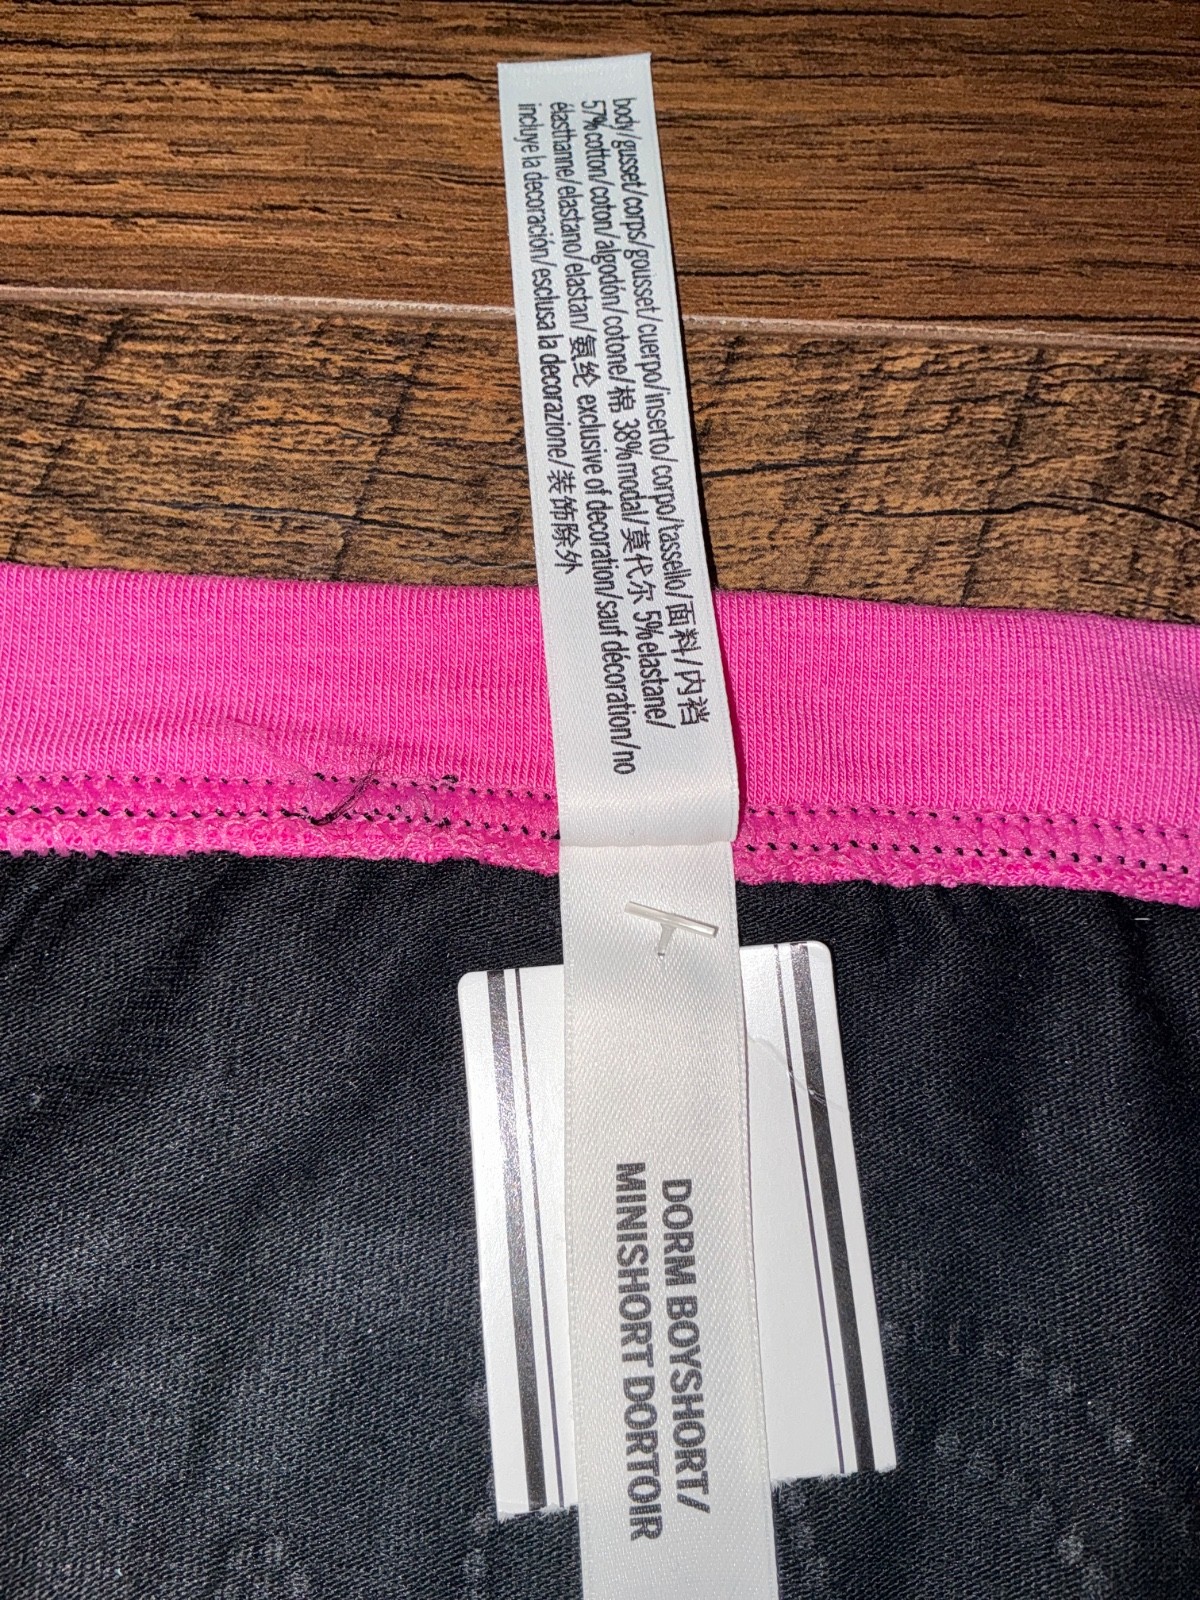 body/gusset/corps/gousset/cuerpo/inserto/corpo/tassello/面料/内裆
57% cotton/coton/algodón/cotone/棉 38% modal/莫代尔 5% elastane/
élasthanne/elastano/elastan/氨纶 exclusive of decoration/sauf décoration/no
incluye la decoración/esclusa la decorazione/装饰除外
DORM BOYSHORT/
MINISHORT DORTOIR